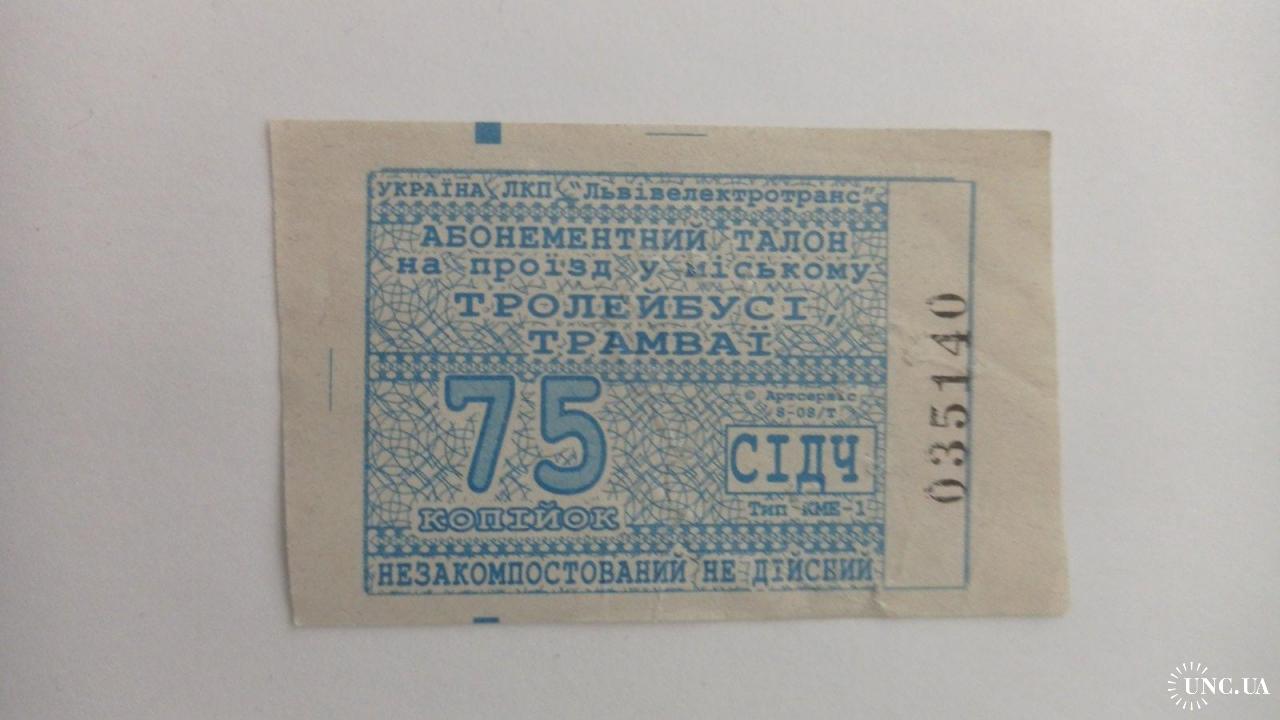 УКРАЇНА ЛКП "Львівелектротранс"
АБОНЕМЕНТНИЙ ТАЛОН
на проїзд у міському
ТРОЛЕЙБУСІ,
ТРАМВАЇ
75
КОПІЙОК
© Артсервіс
8-08/Т
СІДЧ
Тип КМЕ-1
НЕЗАКОМПОСТОВАНИЙ НЕ ДІЙСНИЙ
035140
UNC.UA